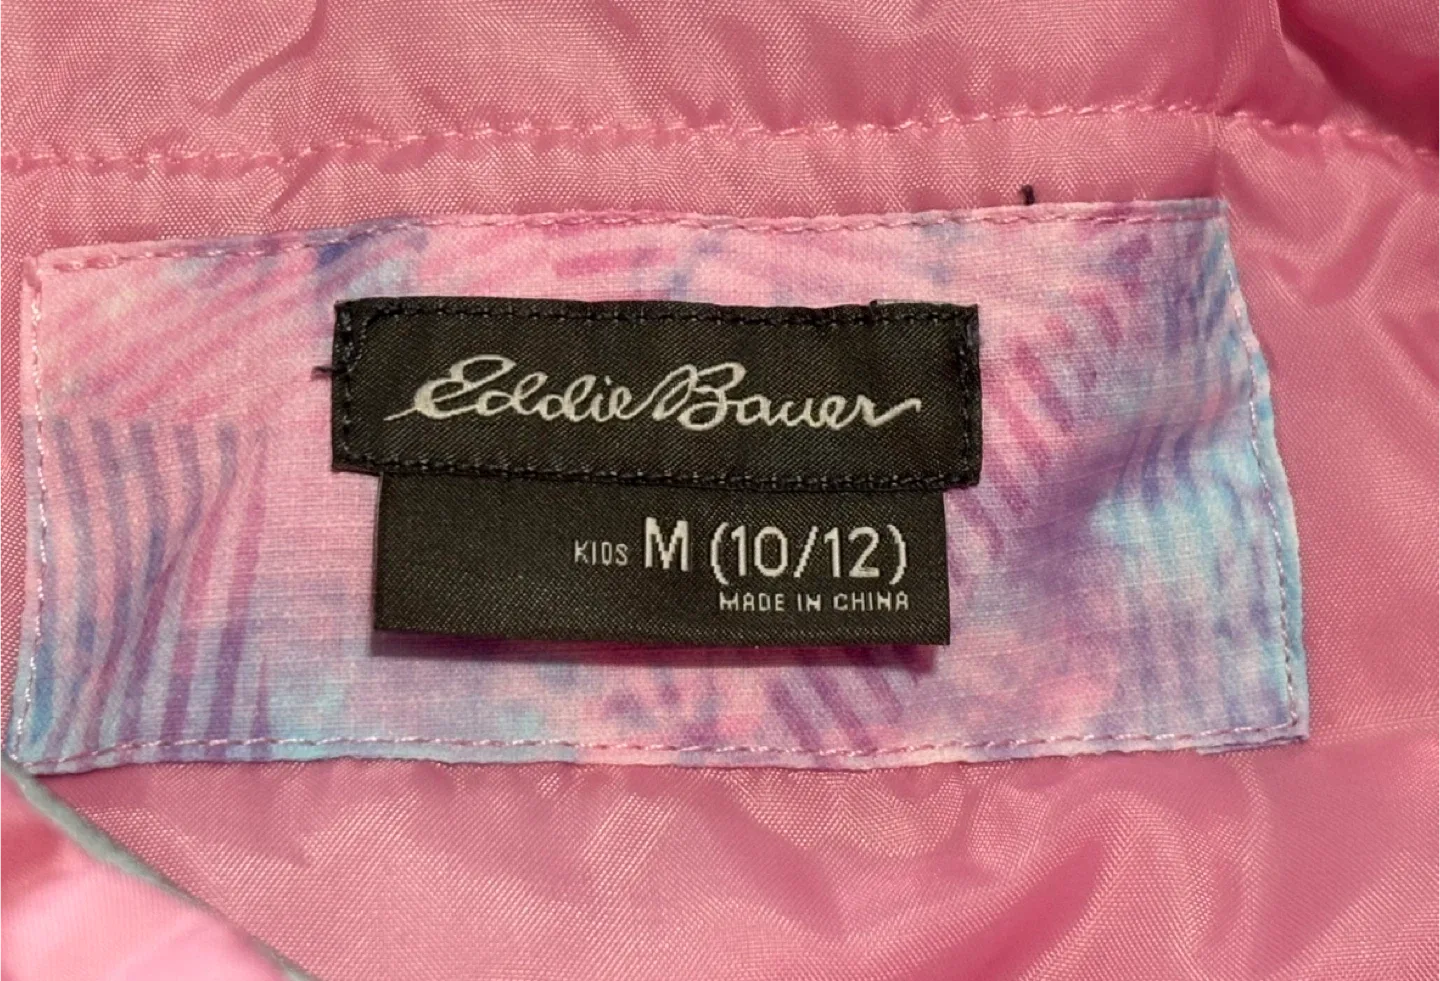 Eddie Bauer
KIDS M (10/12)
MADE IN CHINA